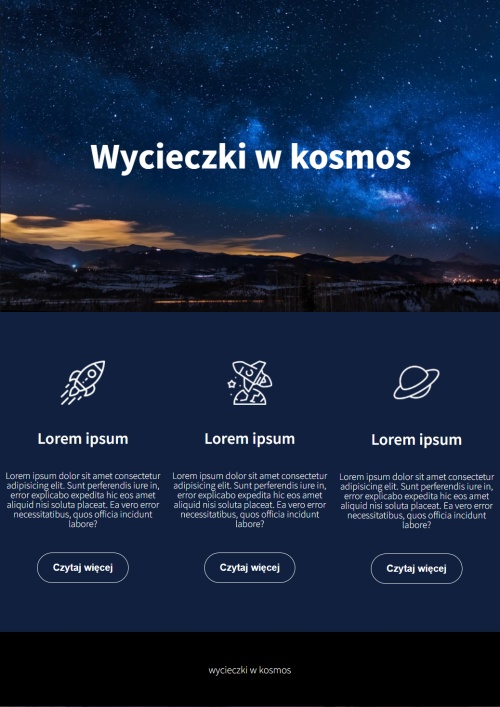 Wycieczki w kosmos
Lorem ipsum
Lorem ipsum dolor sit amet consectetur
adipisicing elit. Sunt perferendis iure in,
error explicabo expedita hic eos amet
aliquid nisi soluta placeat. Ea vero error
necessitatibus, quos officia incidunt
labore?
Czytaj więcej
Lorem ipsum
Lorem ipsum dolor sit amet consectetur
adipisicing elit. Sunt perferendis iure in,
error explicabo expedita hic eos amet
aliquid nisi soluta placeat. Ea vero error
necessitatibus, quos officia incidunt
labore?
Czytaj więcej
Lorem ipsum
Lorem ipsum dolor sit amet consectetur
adipisicing elit. Sunt perferendis iure in,
error explicabo expedita hic eos amet
aliquid nisi soluta placeat. Ea vero error
necessitatibus, quos officia incidunt
labore?
Czytaj więcej
wycieczki w kosmos